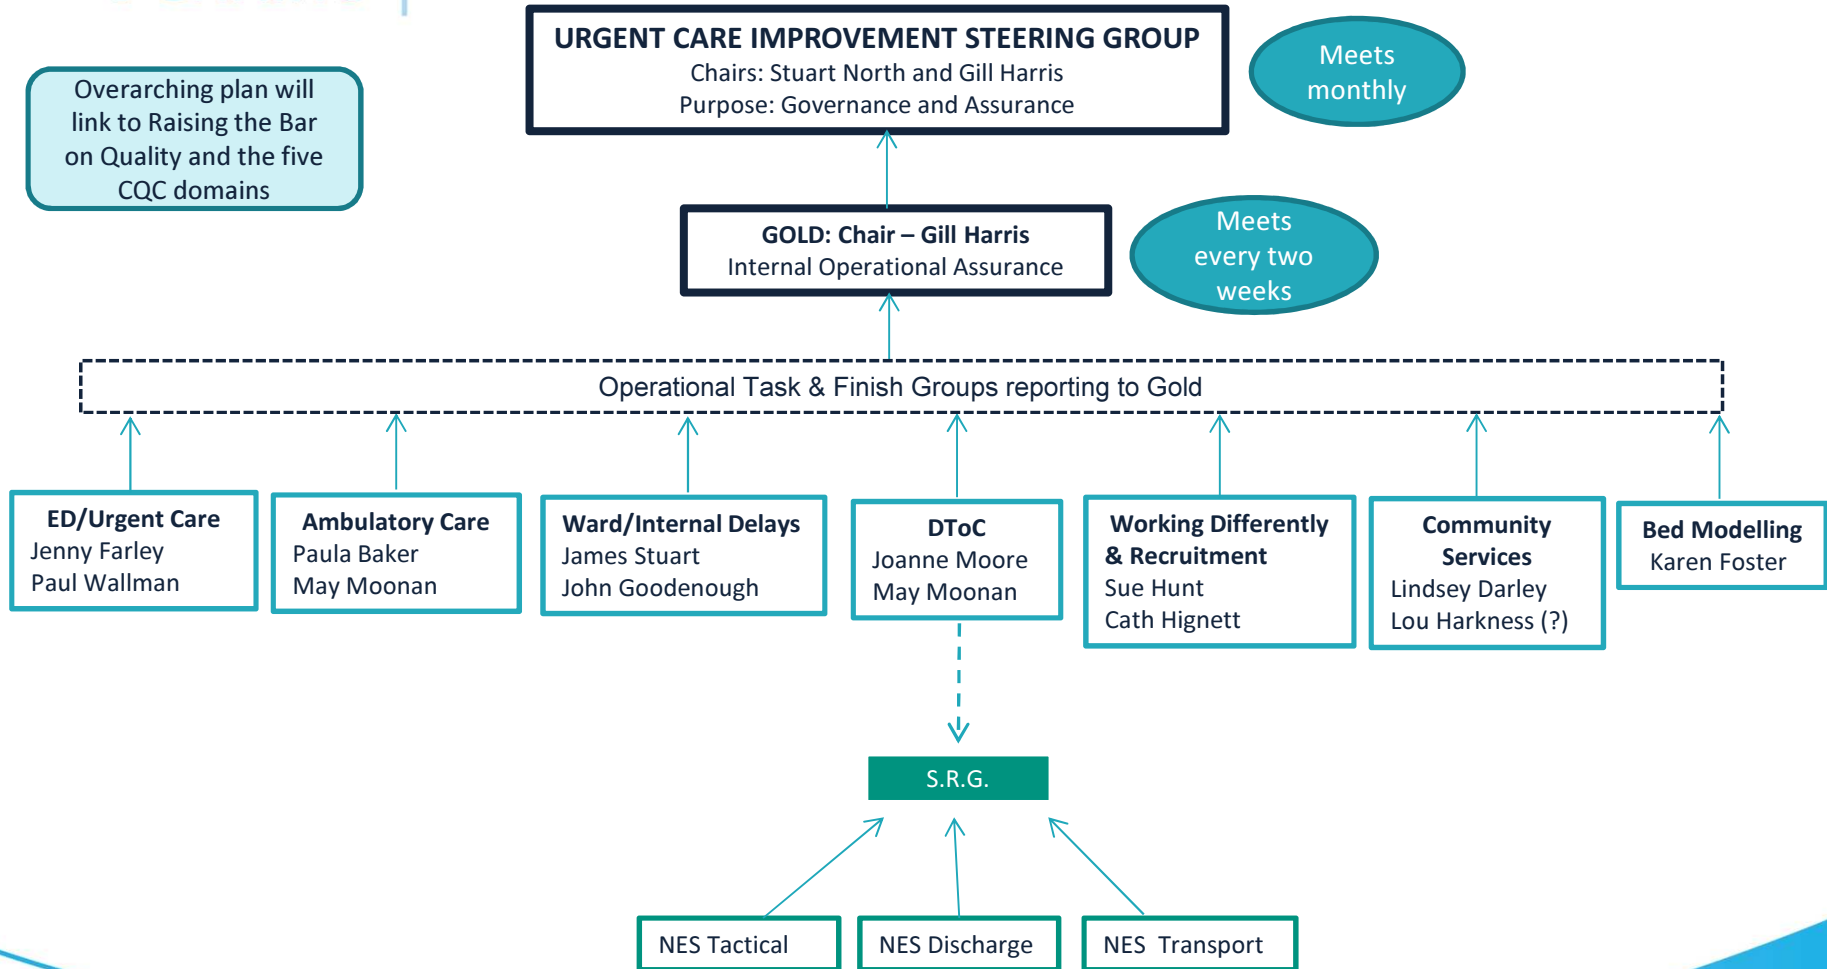 URGENT CARE IMPROVEMENT STEERING GROUP
Chairs: Stuart North and Gill Harris
Purpose: Governance and Assurance
Meets
monthly
Overarching plan will
link to Raising the Bar
on Quality and the five
CQC domains
GOLD: Chair – Gill Harris
Internal Operational Assurance
Meets
every two
weeks
Operational Task & Finish Groups reporting to Gold
ED/Urgent Care
Jenny Farley
Paul Wallman
Ambulatory Care
Paula Baker
May Moonan
Ward/Internal Delays
James Stuart
John Goodenough
DToC
Joanne Moore
May Moonan
Working Differently
& Recruitment
Sue Hunt
Cath Hignett
Community
Services
Lindsey Darley
Lou Harkness (?)
Bed Modelling
Karen Foster
S.R.G.
NES Tactical
NES Discharge
NES Transport